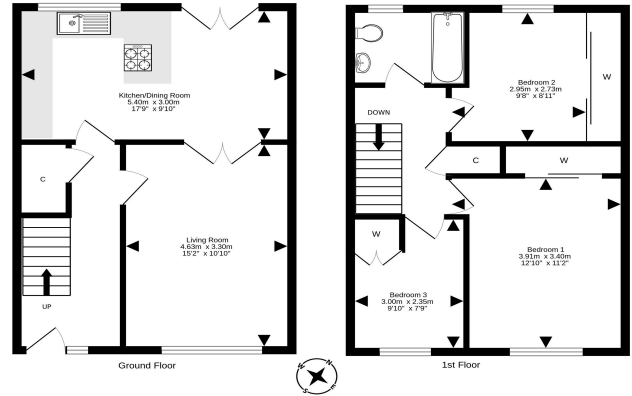 Kitchen/Dining Room
5.40m x 3.00m
17'9" x 9'10"
C
Living Room
4.63m x 3.30m
15'2" x 10'10"
UP
Ground Floor
Bedroom 2
2.95m x 2.73m
9'8" x 8'11"
W
DOWN
C
W
W
Bedroom 1
3.91m x 3.40m
12'10" x 11'2"
Bedroom 3
3.00m x 2.35m
9'10" x 7'9"
1st Floor
N
W
E
S